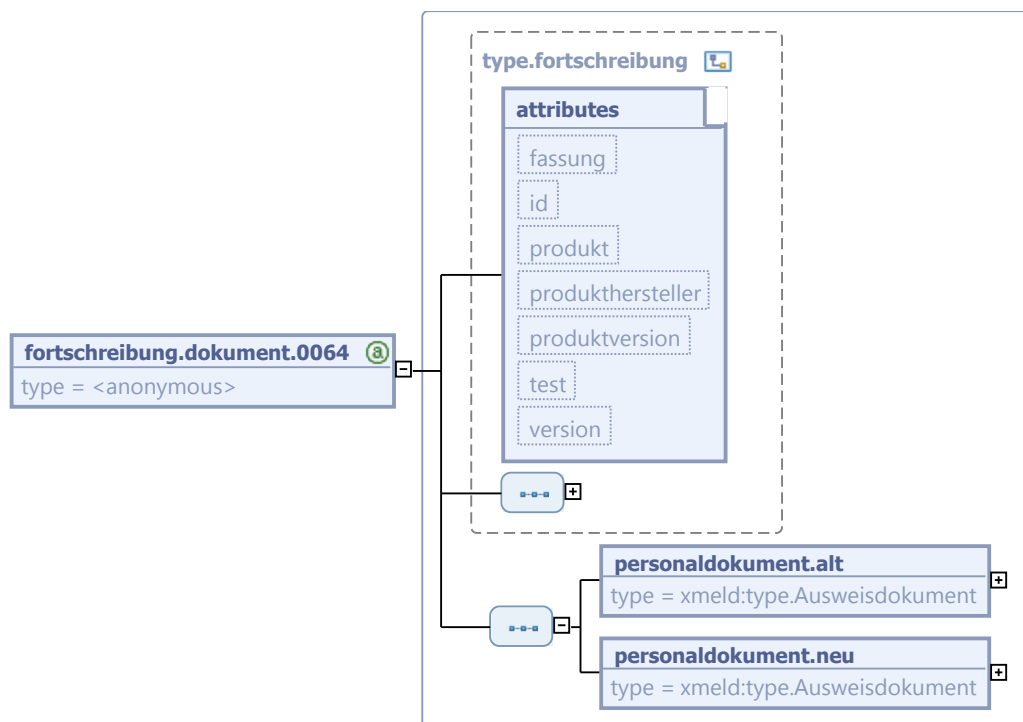 type.fortschreibung
attributes
fassung
id
produkt
produkthersteller
produktversion
test
version
fortschreibung.dokument.0064 @
type = <anonymous>
personaldokument.alt
type = xmeld:type.Ausweisdokument
personaldokument.neu
type = xmeld:type.Ausweisdokument